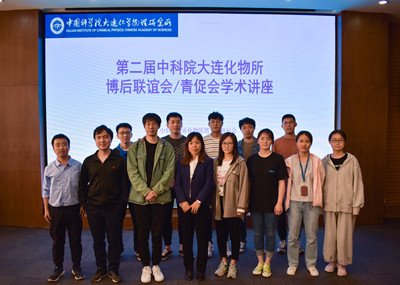 中国科学院大连化学物理研究所
DALIAN INSTITUTE OF CHEMICAL PHYSICS, CHINESE ACADEMY OF SCIENCES
第二届中科院大连化物所
博后联谊会/青促会学术讲座